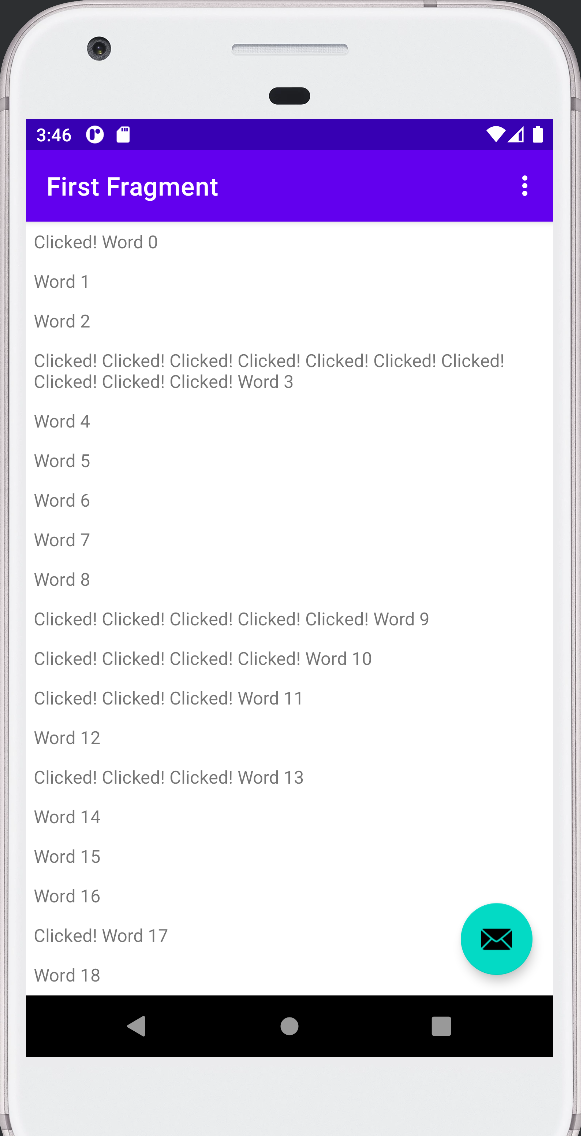 3:46
First Fragment
Clicked! Word 0
Word 1
Word 2
Clicked! Clicked! Clicked! Clicked! Clicked! Clicked! Clicked!
Clicked! Clicked! Clicked! Word 3
Word 4
Word 5
Word 6
Word 7
Word 8
Clicked! Clicked! Clicked! Clicked! Clicked! Word 9
Clicked! Clicked! Clicked! Clicked! Word 10
Clicked! Clicked! Clicked! Word 11
Word 12
Clicked! Clicked! Clicked! Word 13
Word 14
Word 15
Word 16
Clicked! Word 17
Word 18